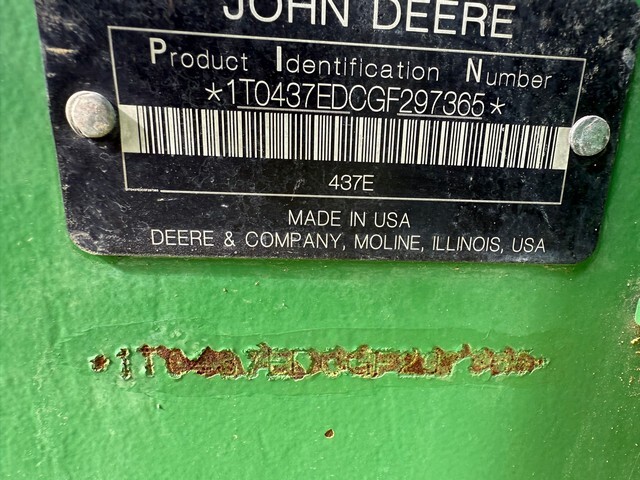 JOHN DEERE
Product Identification Number
*1T0437EDCGF297365*
437E
MADE IN USA
DEERE & COMPANY, MOLINE, ILLINOIS, USA